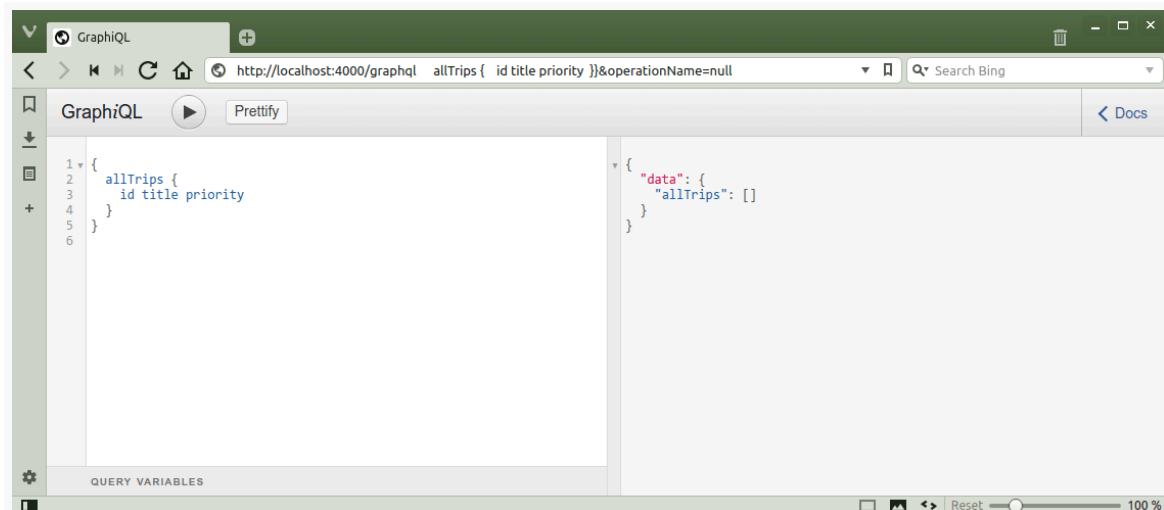 GraphiQL
http://localhost:4000/graphql allTrips { id title priority }}&operationName=null
Search Bing
GraphiQL
Prettify
Docs
1 {
2 allTrips {
3 id title priority
4 }
5 }
6
{
"data": {
"allTrips": []
}
}
QUERY VARIABLES
Reset
100 %